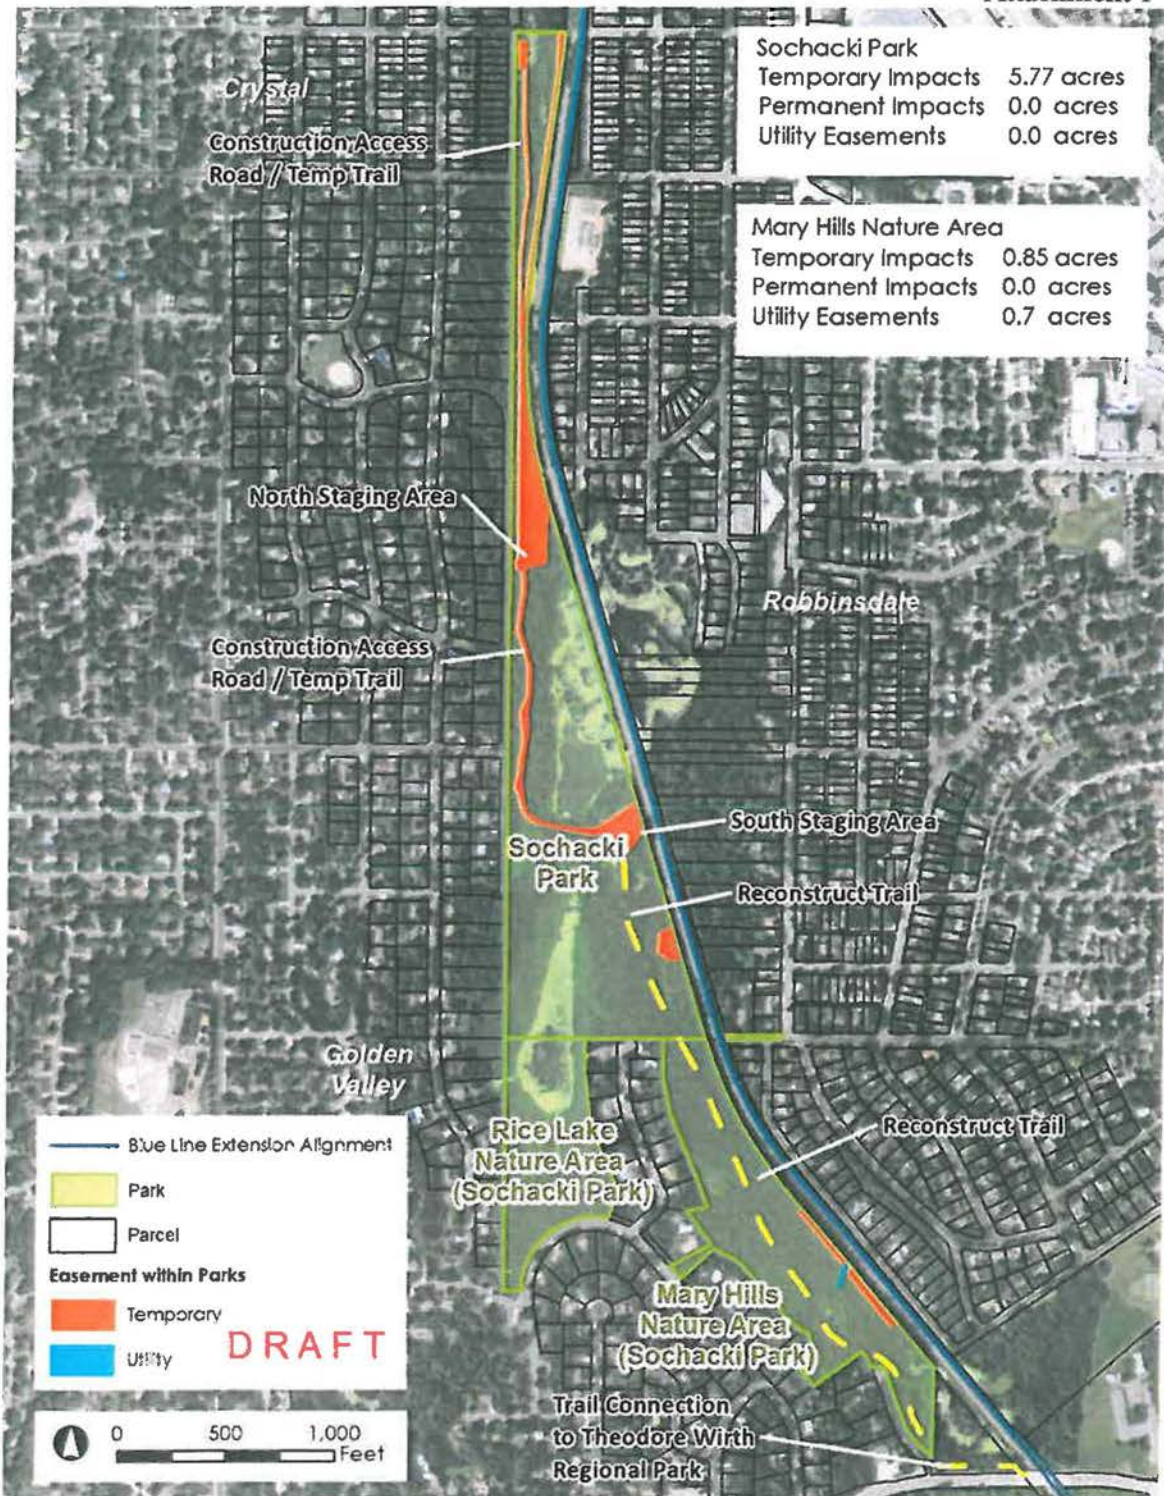 Sochacki Park
Temporary Impacts 5.77 acres
Permanent Impacts 0.0 acres
Utility Easements 0.0 acres
Mary Hills Nature Area
Temporary Impacts 0.85 acres
Permanent Impacts 0.0 acres
Utility Easements 0.7 acres
Crystal
Construction Access
Road / Temp Trail
North Staging Area
Robbinsdale
Construction Access
Road / Temp Trail
South Staging Area
Sochacki
Park
Reconstruct Trail
Golden
Valley
Reconstruct Trail
Rice Lake
Nature Area
(Sochacki Park)
Mary Hills
Nature Area
(Sochacki Park)
Trail Connection
to Theodore Wirth
Regional Park
Blue Line Extension Alignment
Park
Parcel
Easement within Parks
Temporary
Utility
DRAFT
0 500 1,000
Feet